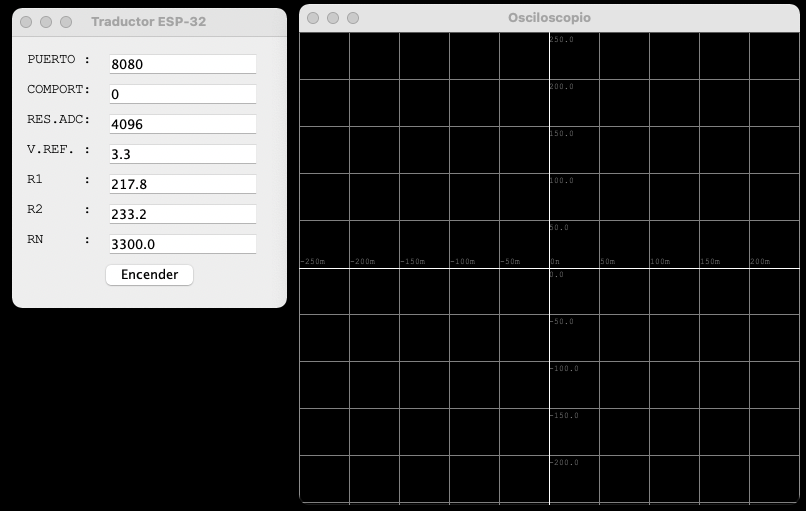 Traductor ESP-32
PUERTO : 8080
COMPORT: 0
RES.ADC: 4096
V.REF. : 3.3
R1 : 217.8
R2 : 233.2
RN : 3300.0
Encender
Osciloscopio
250.0
200.0
150.0
100.0
50.0
-250m -200m -150m -100m -50m 0n 50m 100m 150m 200m
0.0
-50.0
-100.0
-150.0
-200.0